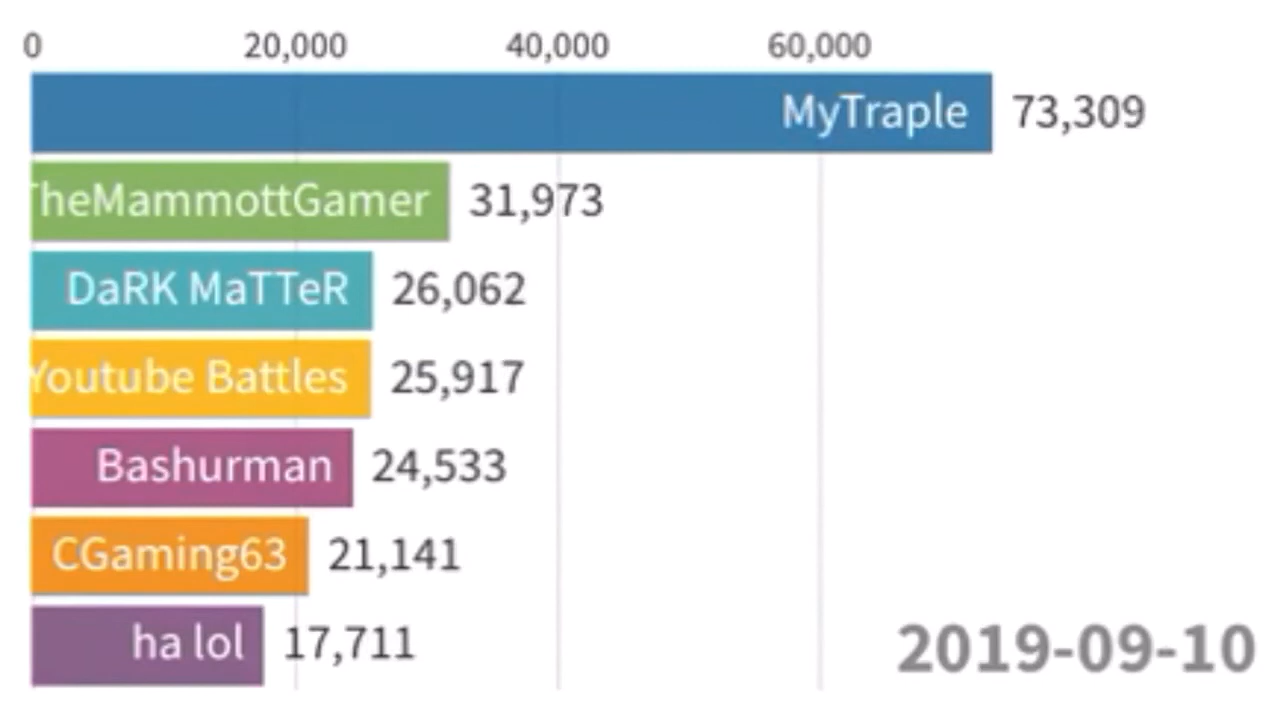 0 20,000 40,000 60,000
MyTraple 73,309
TheMammottGamer 31,973
DaRK MaTTeR 26,062
Youtube Battles 25,917
Bashurman 24,533
CGaming63 21,141
ha lol 17,711
2019-09-10